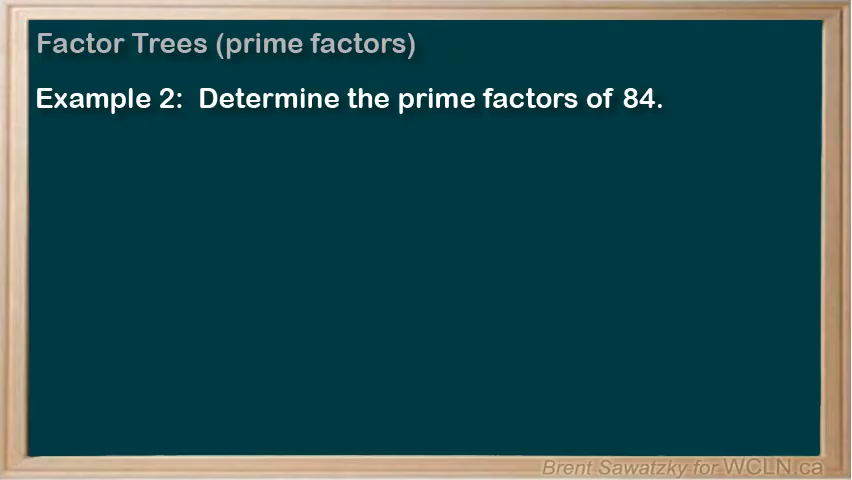 Factor Trees (prime factors)
Example 2:  Determine the prime factors of 84.
Brent Sawatzky for WCLN.ca